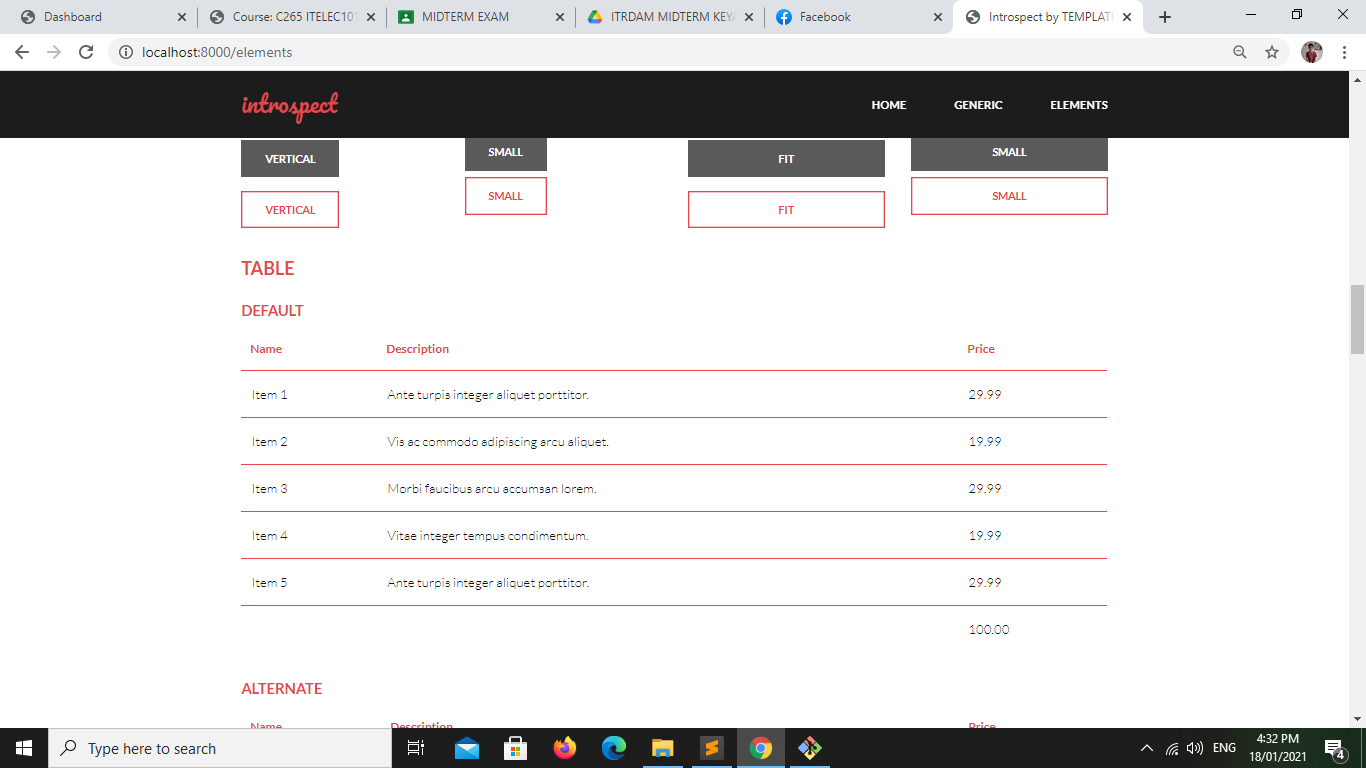 Dashboard
Course: C265 ITELEC101
MIDTERM EXAM
ITRDAM MIDTERM KEY
Facebook
Introspect by TEMPLAT
localhost:8000/elements
introspect
HOME
GENERIC
ELEMENTS
VERTICAL
SMALL
FIT
SMALL
VERTICAL
SMALL
FIT
SMALL
TABLE
DEFAULT
Name Description Price
Item 1 Ante turpis integer aliquet porttitor. 29.99
Item 2 Vis ac commodo adipiscing arcu aliquet. 19.99
Item 3 Morbi faucibus arcu accumsan lorem. 29.99
Item 4 Vitae integer tempus condimentum. 19.99
Item 5 Ante turpis integer aliquet porttitor. 29.99
100.00
ALTERNATE
Name Description Price
Type here to search
ENG
4:32 PM
18/01/2021
4